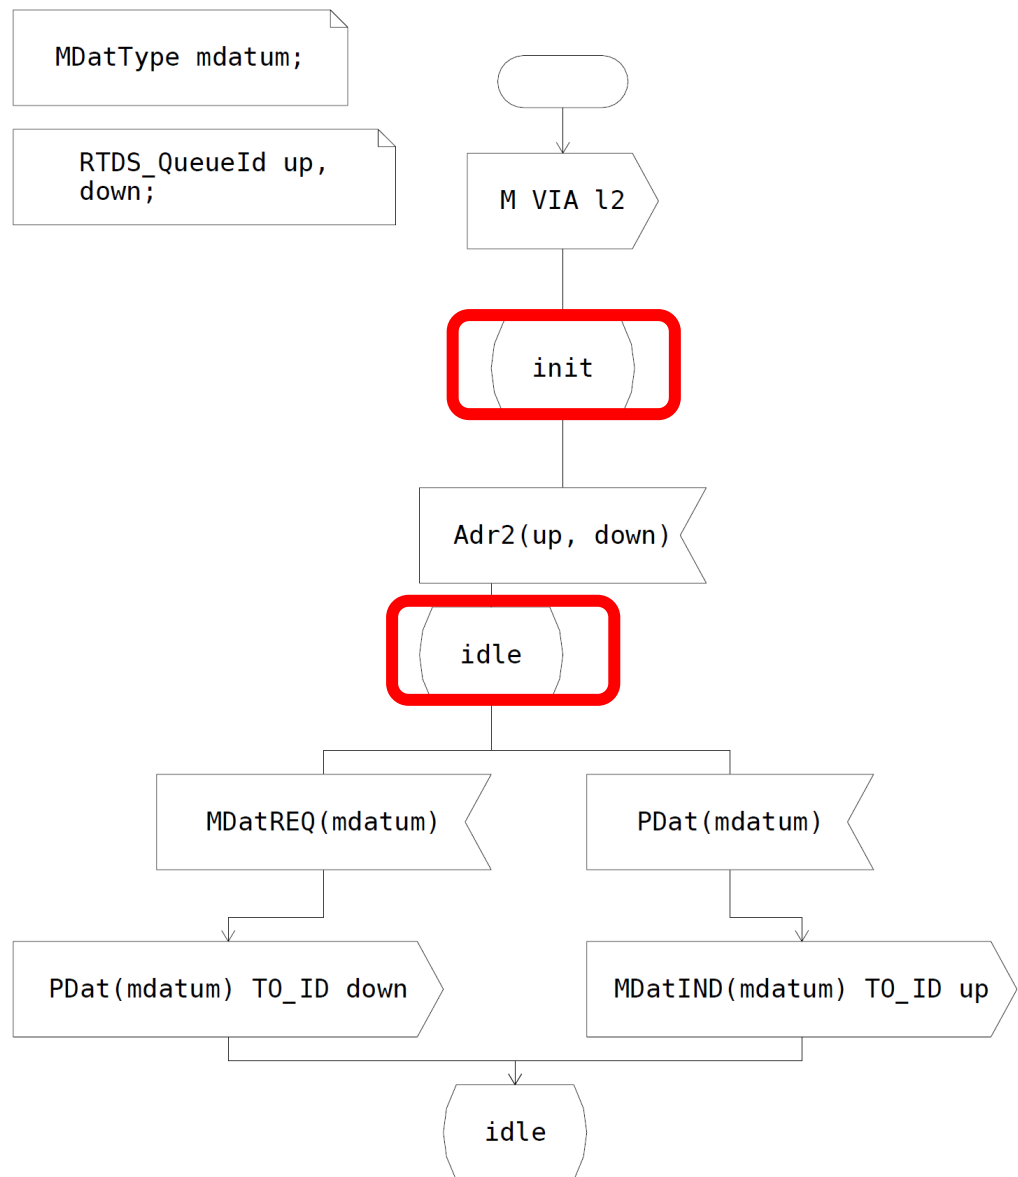 MDatType mdatum;
RTDS_QueueId up,
down;
M VIA l2
init
Adr2(up, down)
idle
MDatREQ(mdatum)
PDat(mdatum)
PDat(mdatum) TO_ID down
MDatIND(mdatum) TO_ID up
idle